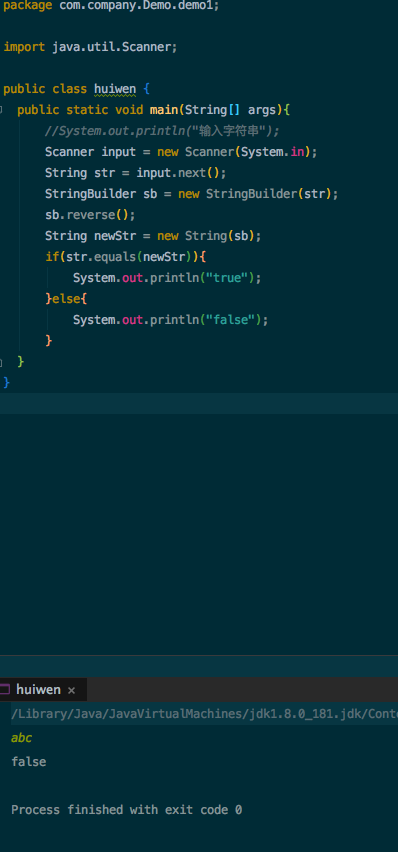 package com.company.Demo.demo1;
import java.util.Scanner;
public class huiwen {
public static void main(String[] args){
//System.out.println("输入字符串");
Scanner input = new Scanner(System.in);
String str = input.next();
StringBuilder sb = new StringBuilder(str);
sb.reverse();
String newStr = new String(sb);
if(str.equals(newStr)){
System.out.println("true");
}else{
System.out.println("false");
}
}
}
huiwen ×
/Library/Java/JavaVirtualMachines/jdk1.8.0_181.jdk/Conte
abc
false
Process finished with exit code 0